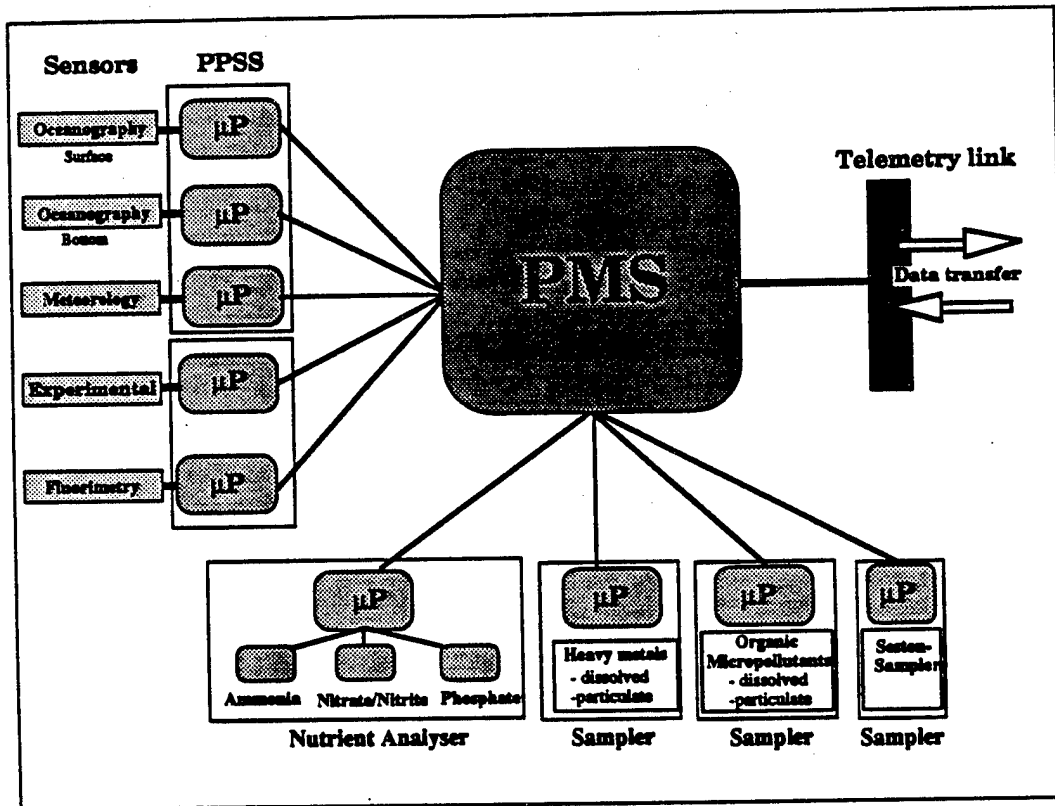 Sensors
PPSS
Oceanography
Surface
µP
Oceanography
Bottom
µP
Meteorology
µP
Experimental
µP
Fluorimetry
µP
PMS
Telemetry link
Data transfer
µP
Ammonia
Nitrate/Nitrite
Phosphate
Nutrient Analyser
µP
Heavy metals
- dissolved
-particulate
Sampler
µP
Organic
Micropollutants
- dissolved
-particulate
Sampler
µP
Seston-
Sampler
Sampler